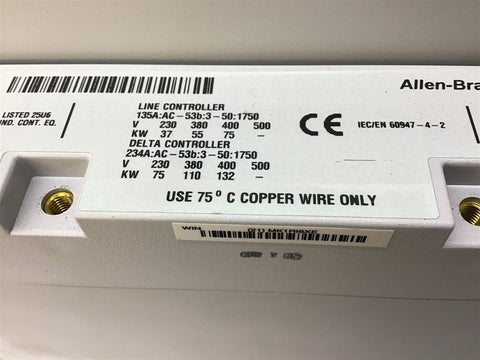 Allen-Bra
LISTED 25U6
IND. CONT. EQ.
LINE CONTROLLER
135A:AC-53b:3-50:1750
V 230 380 400 500
KW 37 55 75 -
DELTA CONTROLLER
234A:AC-53b:3-50:1750
V 230 380 400 500
KW 75 110 132 -
CE
IEC/EN 60947-4-2
USE 75° C COPPER WIRE ONLY
WIN